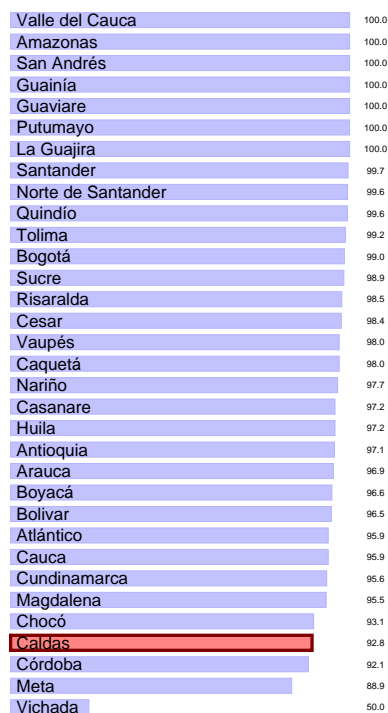 Valle del Cauca 100.0
Amazonas 100.0
San Andrés 100.0
Guainía 100.0
Guaviare 100.0
Putumayo 100.0
La Guajira 100.0
Santander 99.7
Norte de Santander 99.6
Quindío 99.6
Tolima 99.2
Bogotá 99.0
Sucre 98.9
Risaralda 98.5
Cesar 98.4
Vaupés 98.0
Caquetá 98.0
Nariño 97.7
Casanare 97.2
Huila 97.2
Antioquia 97.1
Arauca 96.9
Boyacá 96.6
Bolivar 96.5
Atlántico 95.9
Cauca 95.9
Cundinamarca 95.6
Magdalena 95.5
Chocó 93.1
Caldas 92.8
Córdoba 92.1
Meta 88.9
Vichada 50.0